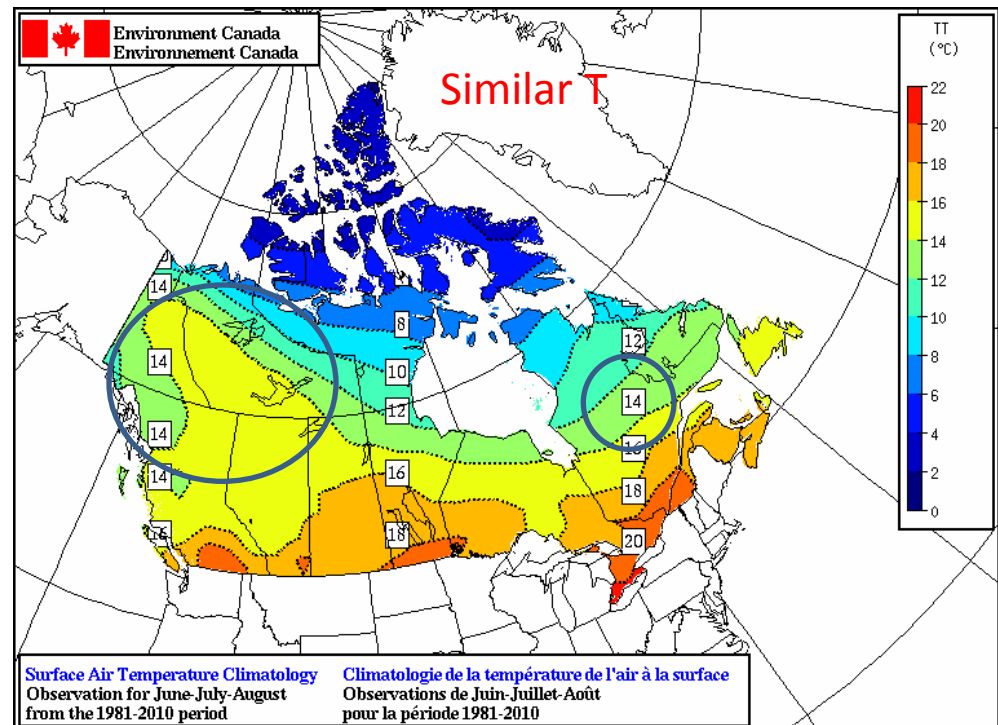 Environment Canada
Environnement Canada
Similar T
TT
(°C)
22
20
18
16
14
12
10
8
6
4
2
0
14
14
14
14
16
8
10
12
16
18
12
14
18
20
Surface Air Temperature Climatology
Observation for June-July-August
from the 1981-2010 period
Climatologie de la température de l'air à la surface
Observations de Juin-Juillet-Août
pour la période 1981-2010